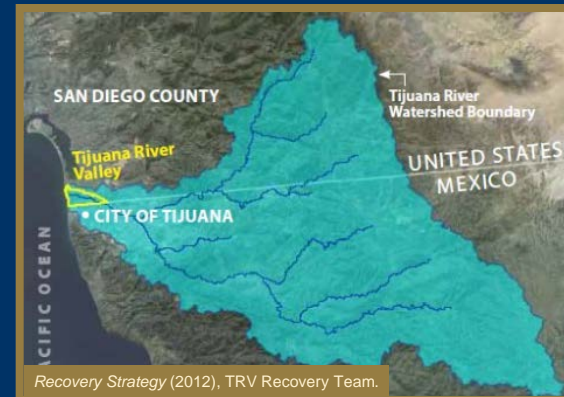 SAN DIEGO COUNTY
Tijuana River
Watershed Boundary
Tijuana River
Valley
UNITED STATES
MEXICO
CITY OF TIJUANA
ACIFIC OCEAN
Recovery Strategy (2012), TRV Recovery Team.